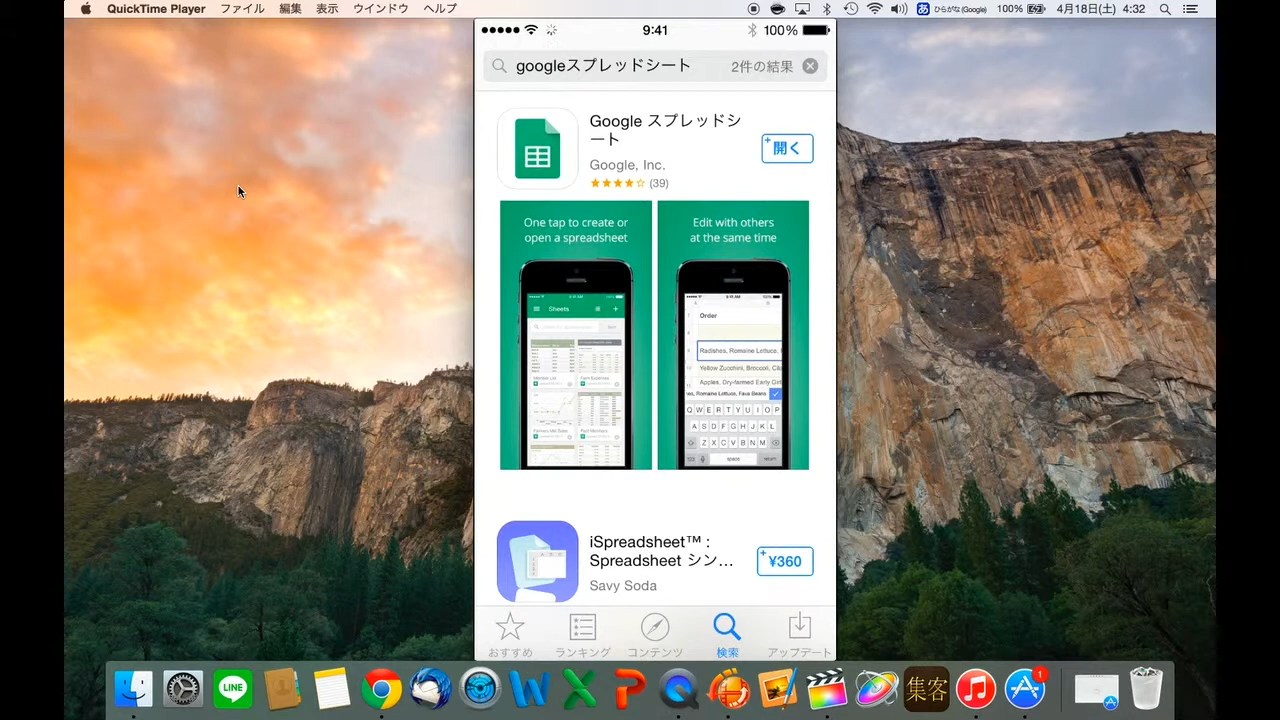 QuickTime Player ファイル 編集 表示 ウインドウ ヘルプ
あ ひらがな (Google) 100% 4月18日(土) 4:32
9:41
100%
googleスプレッドシート
2件の結果
Google スプレッドシ
ート
Google, Inc.
(39)
+開く
One tap to create or
open a spreadsheet
Sheets
Edit with others
at the same time
Order
Radishes, Romaine Lettuce,
Yellow Zucchini, Broccoli,
Apples, Dry-farmed Early
Romaine Lettuce, Fava Beans
Q W E R T Y U I O P
A S D F G H J K L
Z X C V B N M
space
return
iSpreadsheet™ :
Spreadsheet シン...
Savy Soda
+¥360
おすすめ ランキング コンテンツ 検索 アップデート
LINE
W X P Q
集客
1